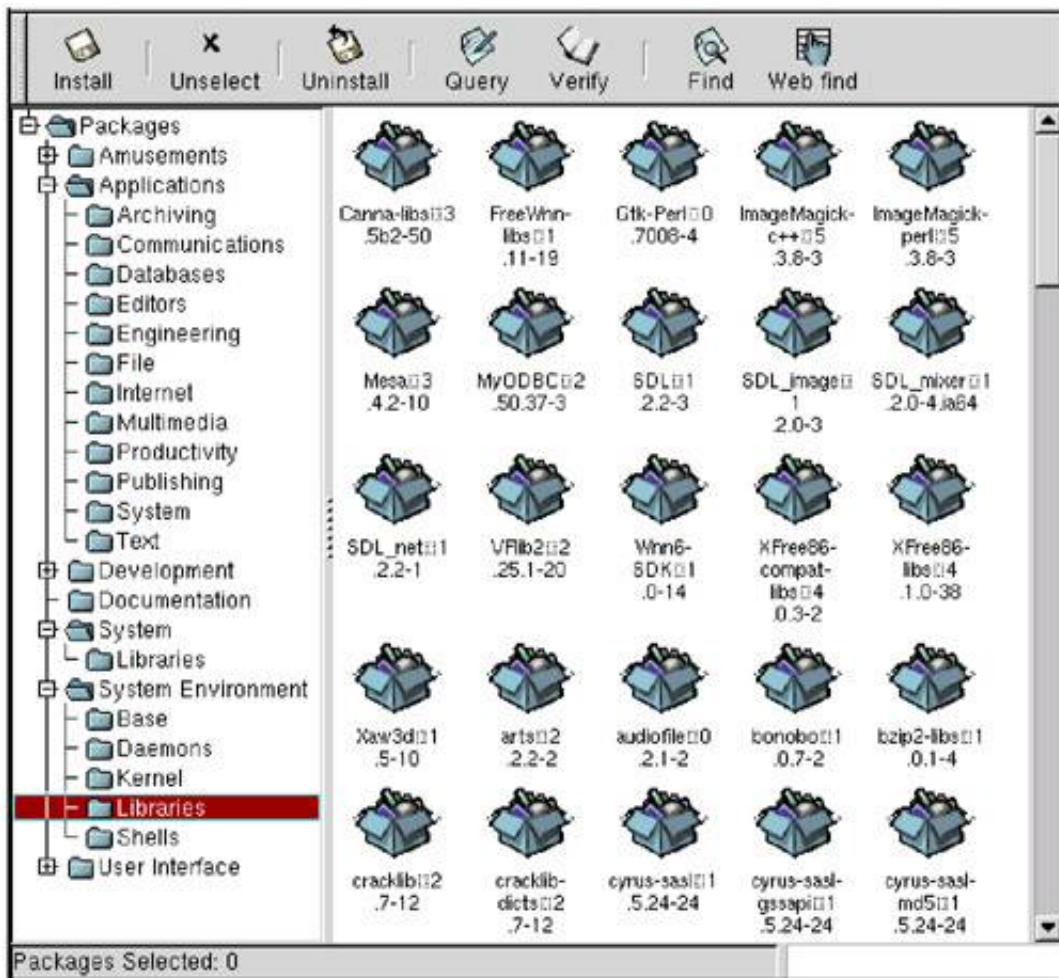 Install Unselect Uninstall Query Verify Find Web find
Packages
Amusements
Applications
Archiving
Communications
Databases
Editors
Engineering
File
Internet
Multimedia
Productivity
Publishing
System
Text
Development
Documentation
System
Libraries
System Environment
Base
Daemons
Kernel
Libraries
Shells
User Interface
Canna-libs□3
.5b2-50
FreeWnn-
libs□1
.11-19
Gtk-Perl□0
.7008-4
ImageMagick-
c++□5
.3.8-3
ImageMagick-
perl□5
.3.8-3
Mesa□3
.4.2-10
MyODBC□2
.50.37-3
SDL□1
.2.2-3
SDL_image□
1
.2.0-3
SDL_mixer□1
.2.0-4.ia64
SDL_net□1
.2.2-1
VFlib2□2
.25.1-20
Wnn6-
SDK□1
.0-14
XFree86-
compat-
libs□4
.0.3-2
XFree86-
libs□4
.1.0-38
Xaw3d□1
.5-10
arts□2
.2.2-2
audiofile□0
.2.1-2
bonobo□1
.0.7-2
bzip2-libs□1
.0.1-4
cracklib□2
.7-12
cracklib-
dicts□2
.7-12
cyrus-sasl□1
.5.24-24
cyrus-sasl-
gssapi□1
.5.24-24
cyrus-sasl-
md5□1
.5.24-24
Packages Selected: 0